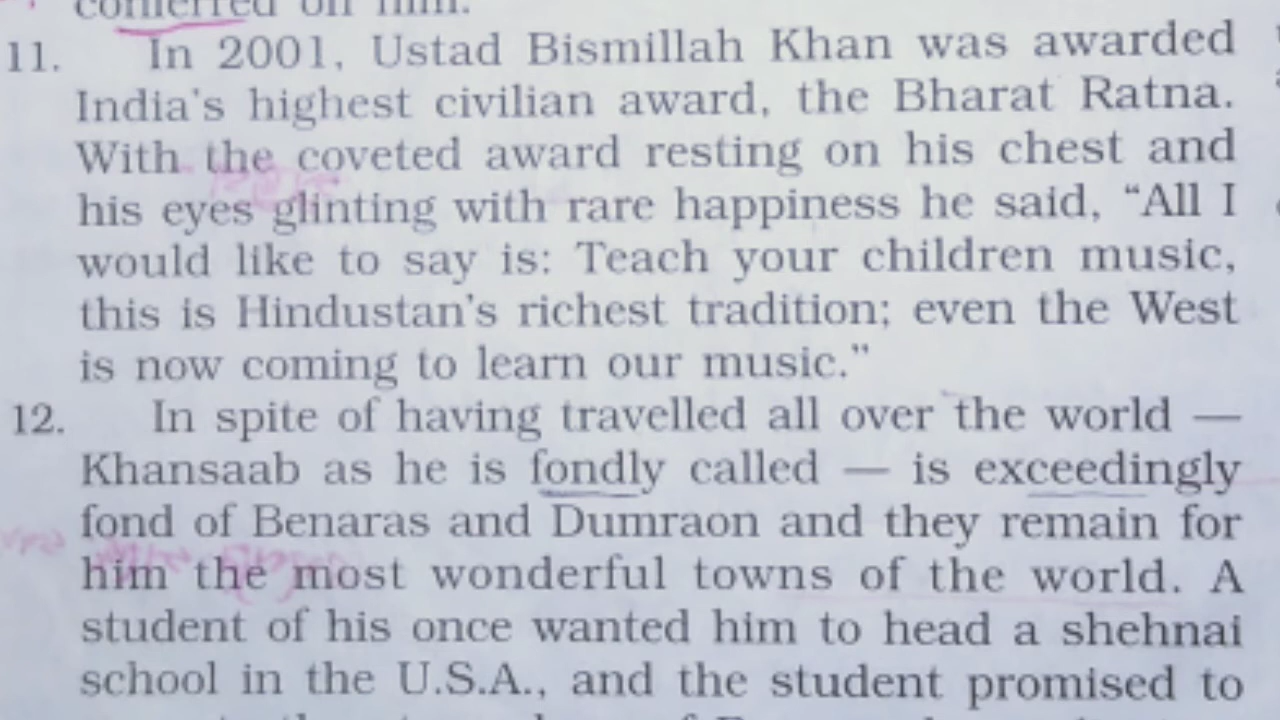 conferred on him.
11. In 2001, Ustad Bismillah Khan was awarded
India's highest civilian award, the Bharat Ratna.
With the coveted award resting on his chest and
his eyes glinting with rare happiness he said, “All I
would like to say is: Teach your children music,
this is Hindustan's richest tradition; even the West
is now coming to learn our music.”
12. In spite of having travelled all over the world —
Khansaab as he is fondly called — is exceedingly
fond of Benaras and Dumraon and they remain for
him the most wonderful towns of the world. A
student of his once wanted him to head a shehnai
school in the U.S.A., and the student promised to